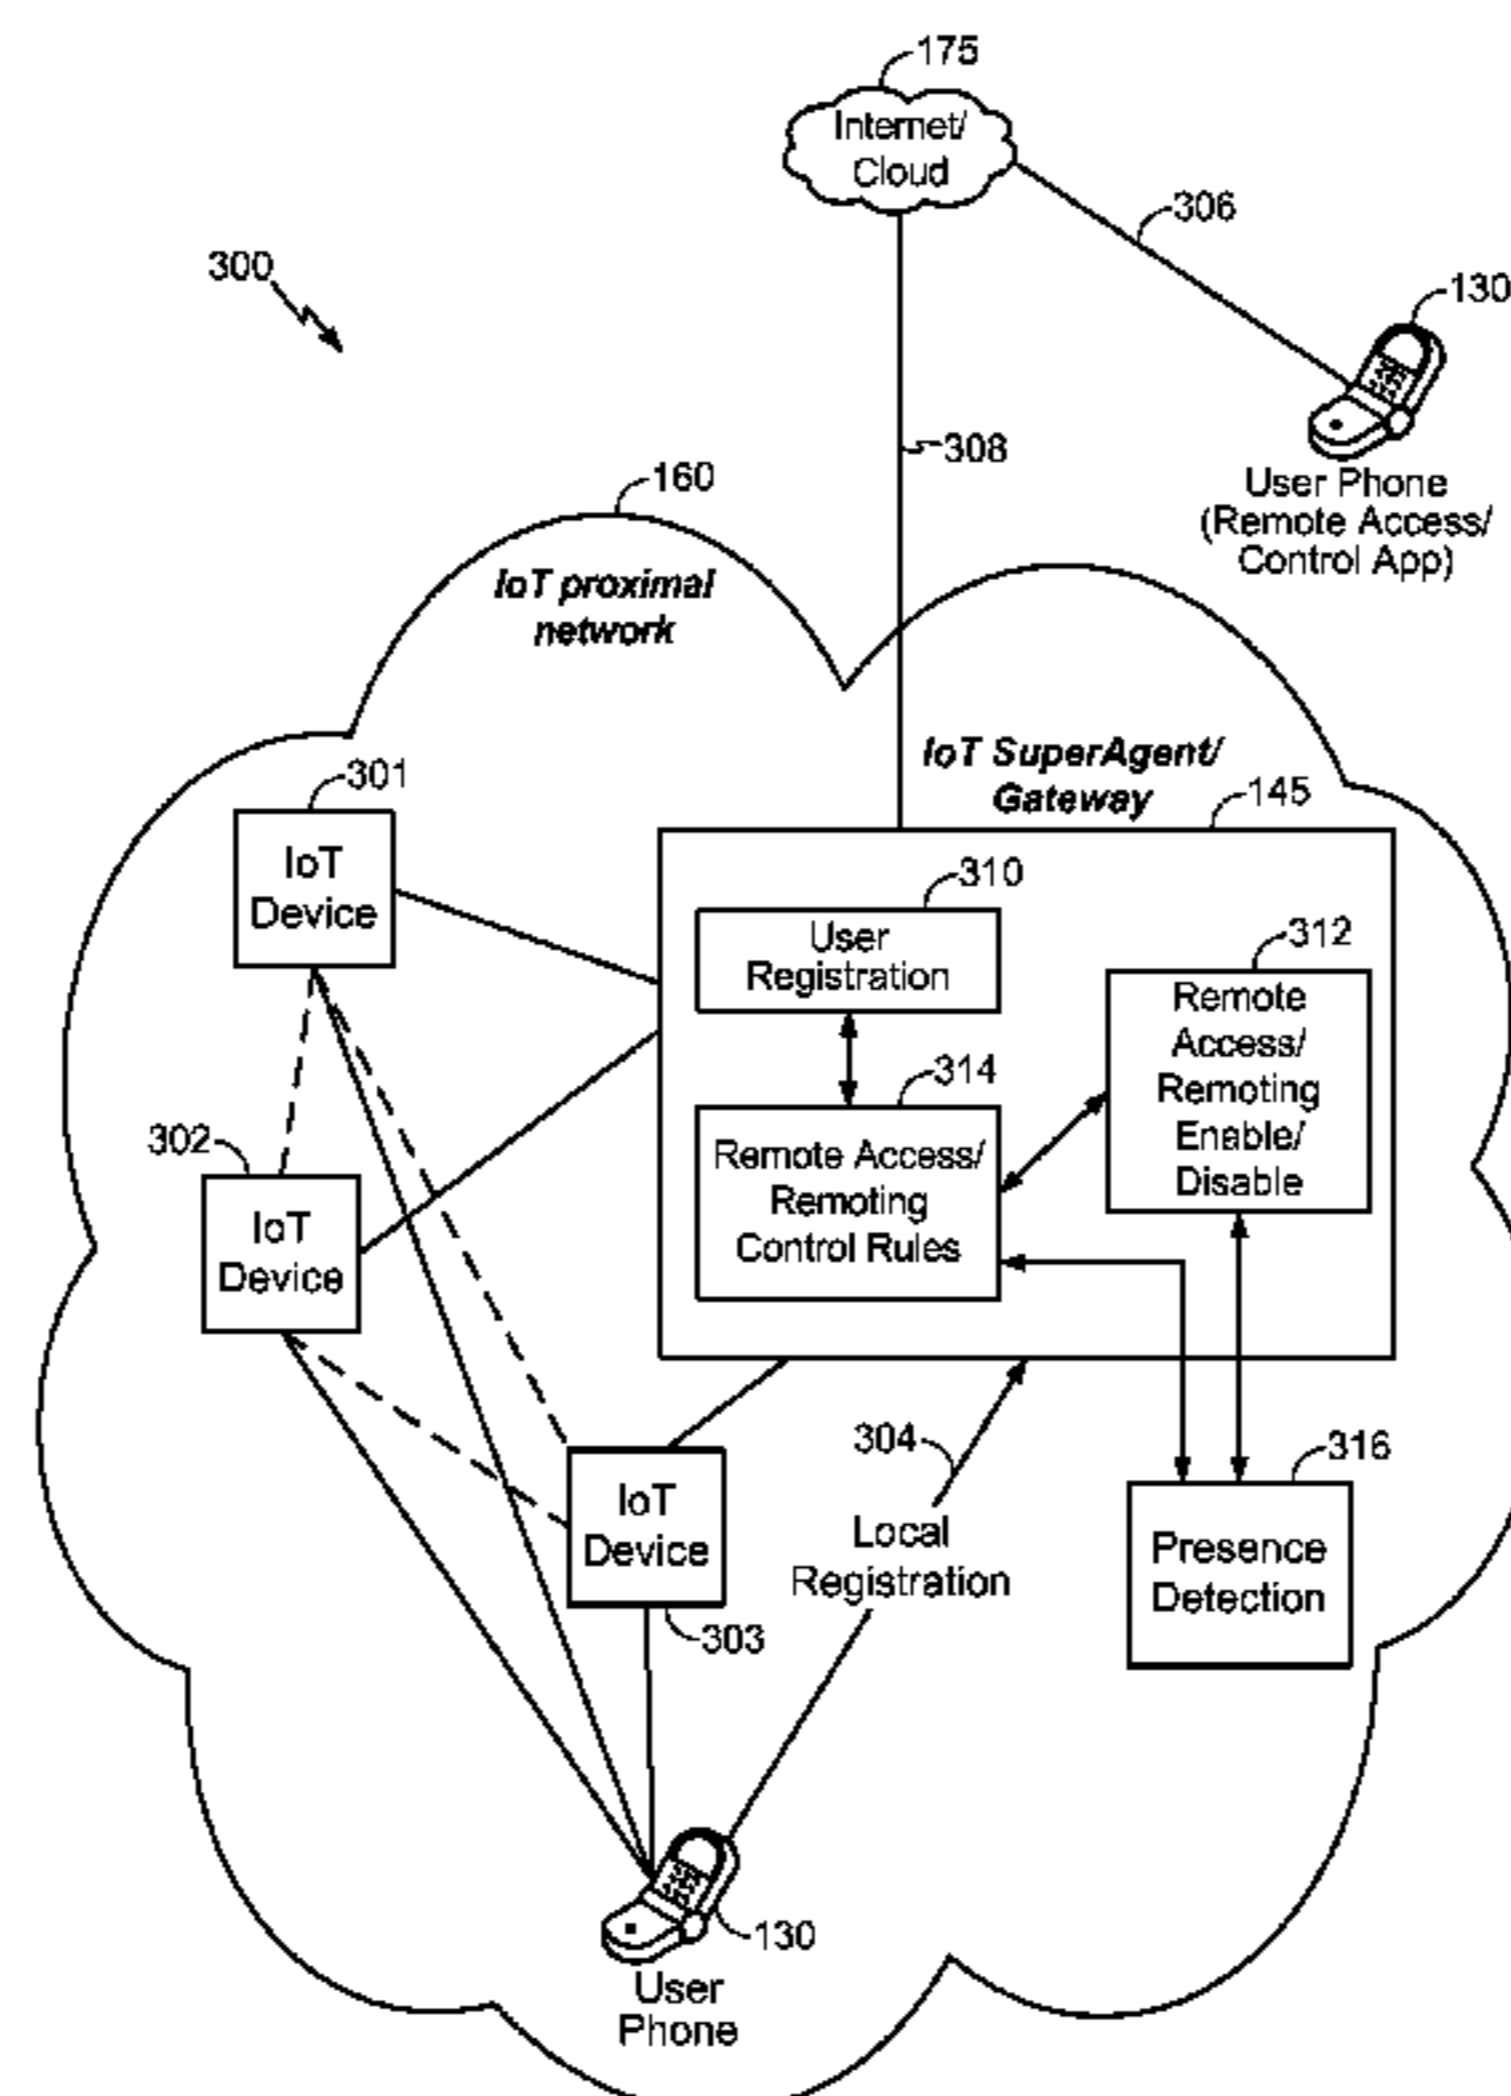 175
Internet/
Cloud
306
300
130
308
User Phone
(Remote Access/
Control App)
160
IoT proximal
network
IoT SuperAgent/
Gateway
145
301
IoT
Device
310
User
Registration
312
Remote
Access/
Remoting
Enable/
Disable
314
Remote Access/
Remoting
Control Rules
302
IoT
Device
304
316
IoT
Device
Local
Registration
Presence
Detection
303
130
User
Phone